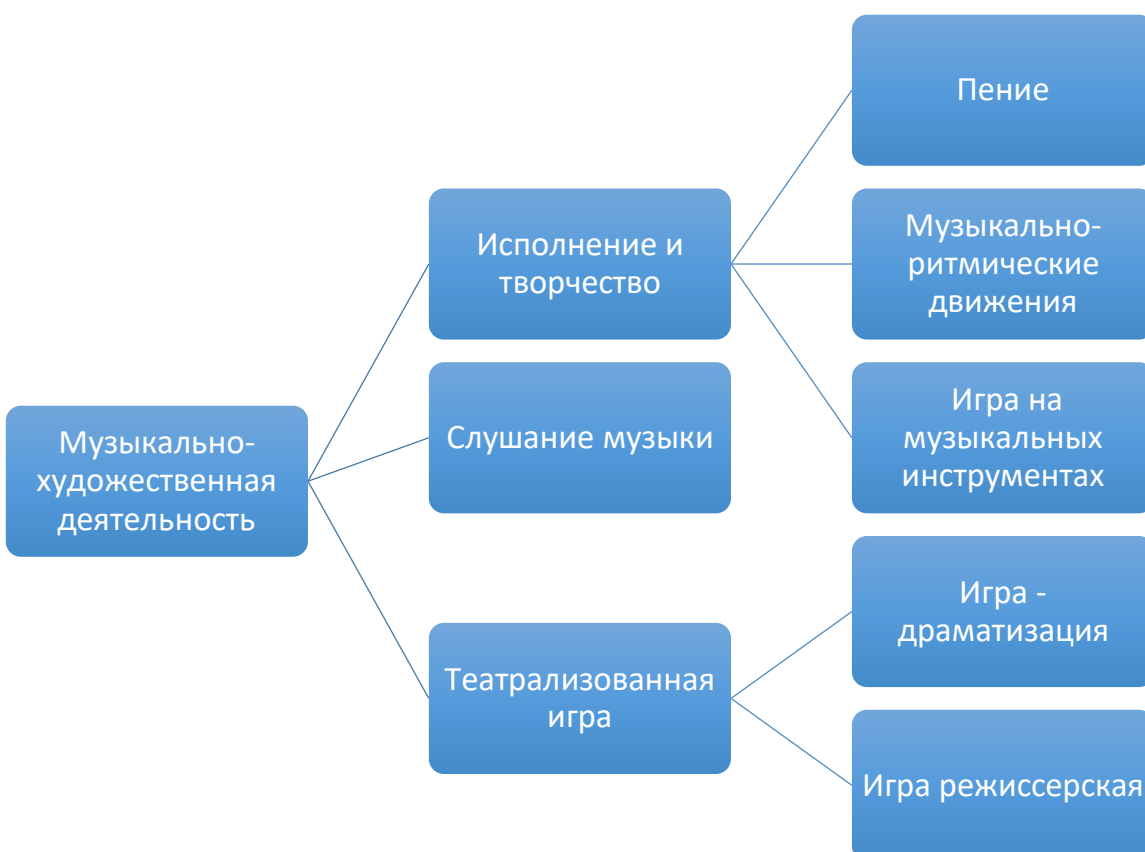 Музыкально-
художественная
деятельность
Исполнение и
творчество
Пение
Музыкально-
ритмические
движения
Игра на
музыкальных
инструментах
Слушание музыки
Театрализованная
игра
Игра -
драматизация
Игра режиссерская